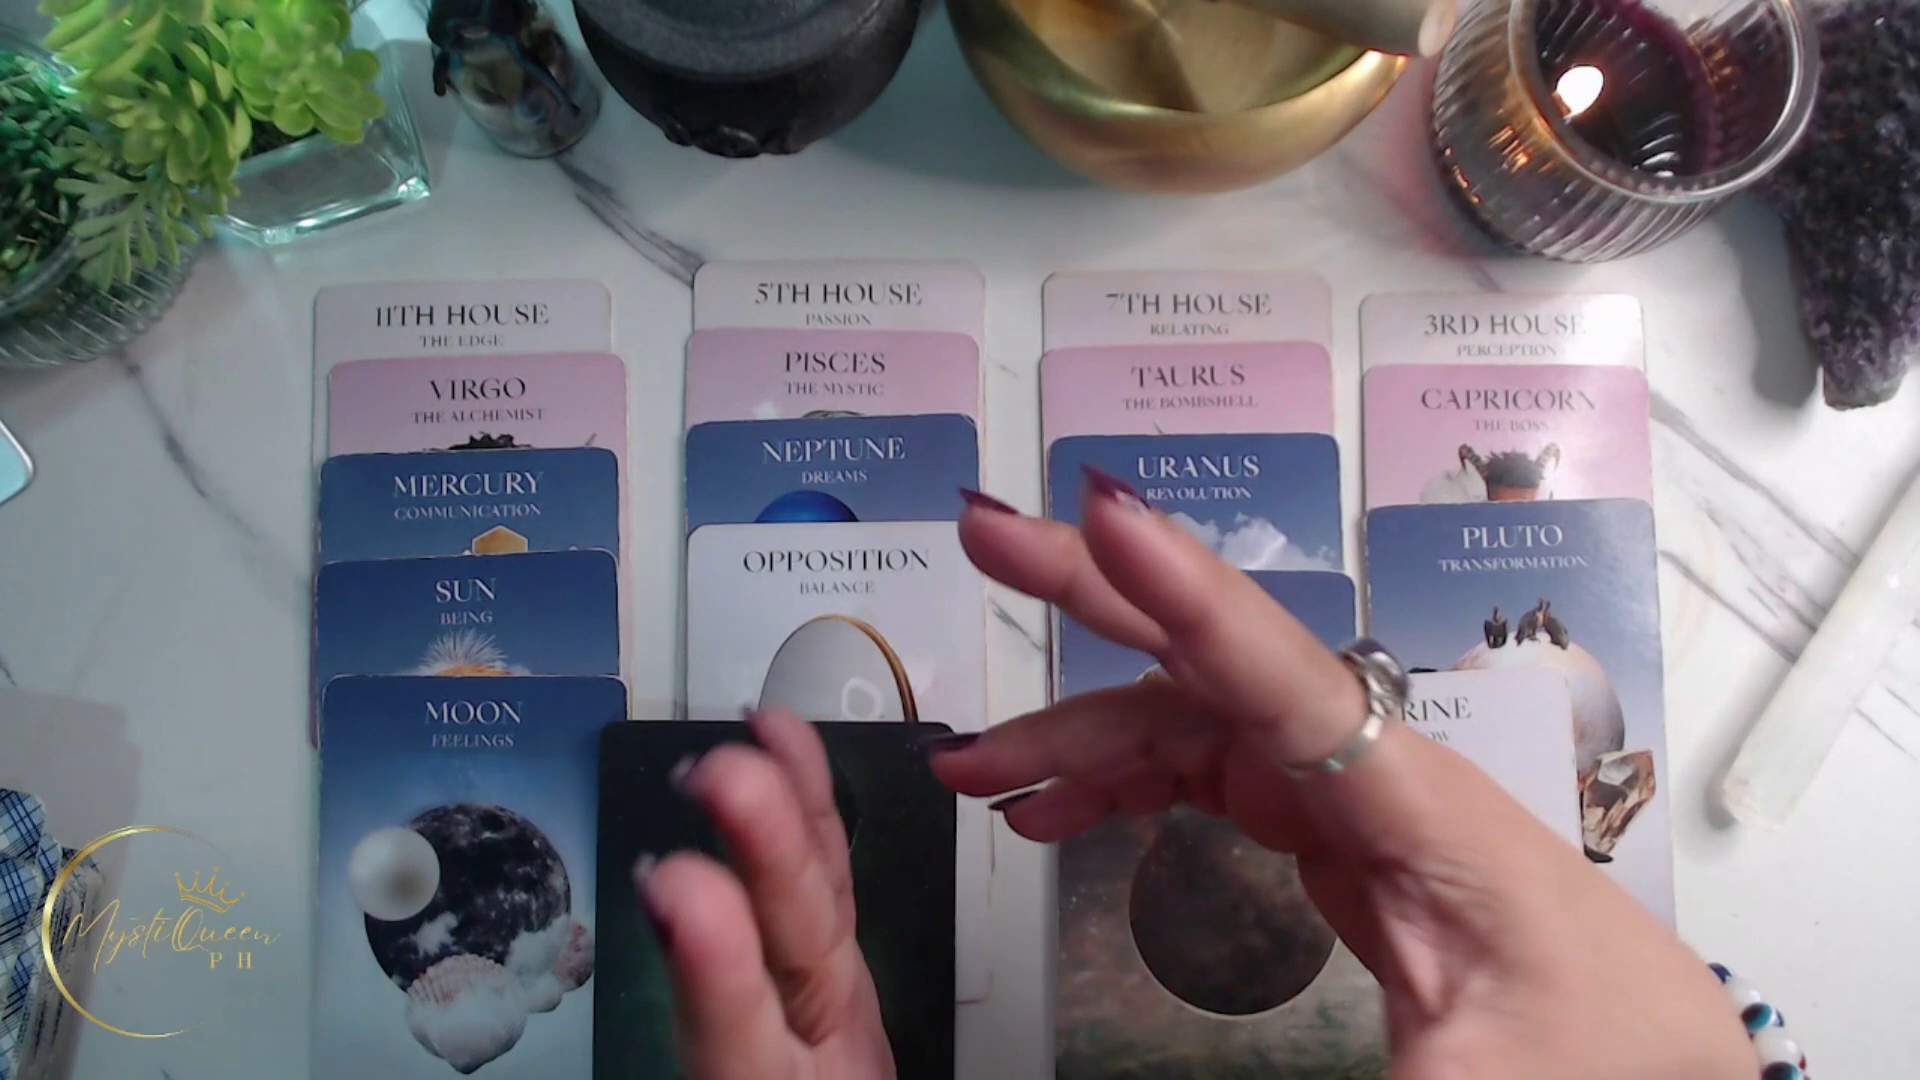 11TH HOUSE
THE EDGE
VIRGO
THE ALCHEMIST
MERCURY
COMMUNICATION
SUN
BEING
MOON
FEELINGS
5TH HOUSE
PASSION
PISCES
THE MYSTIC
NEPTUNE
DREAMS
OPPOSITION
BALANCE
7TH HOUSE
RELATING
TAURUS
THE BOMBSHELL
URANUS
REVOLUTION
3RD HOUSE
PERCEPTION
CAPRICORN
THE BOSS
PLUTO
TRANSFORMATION
MystiQueen
PH